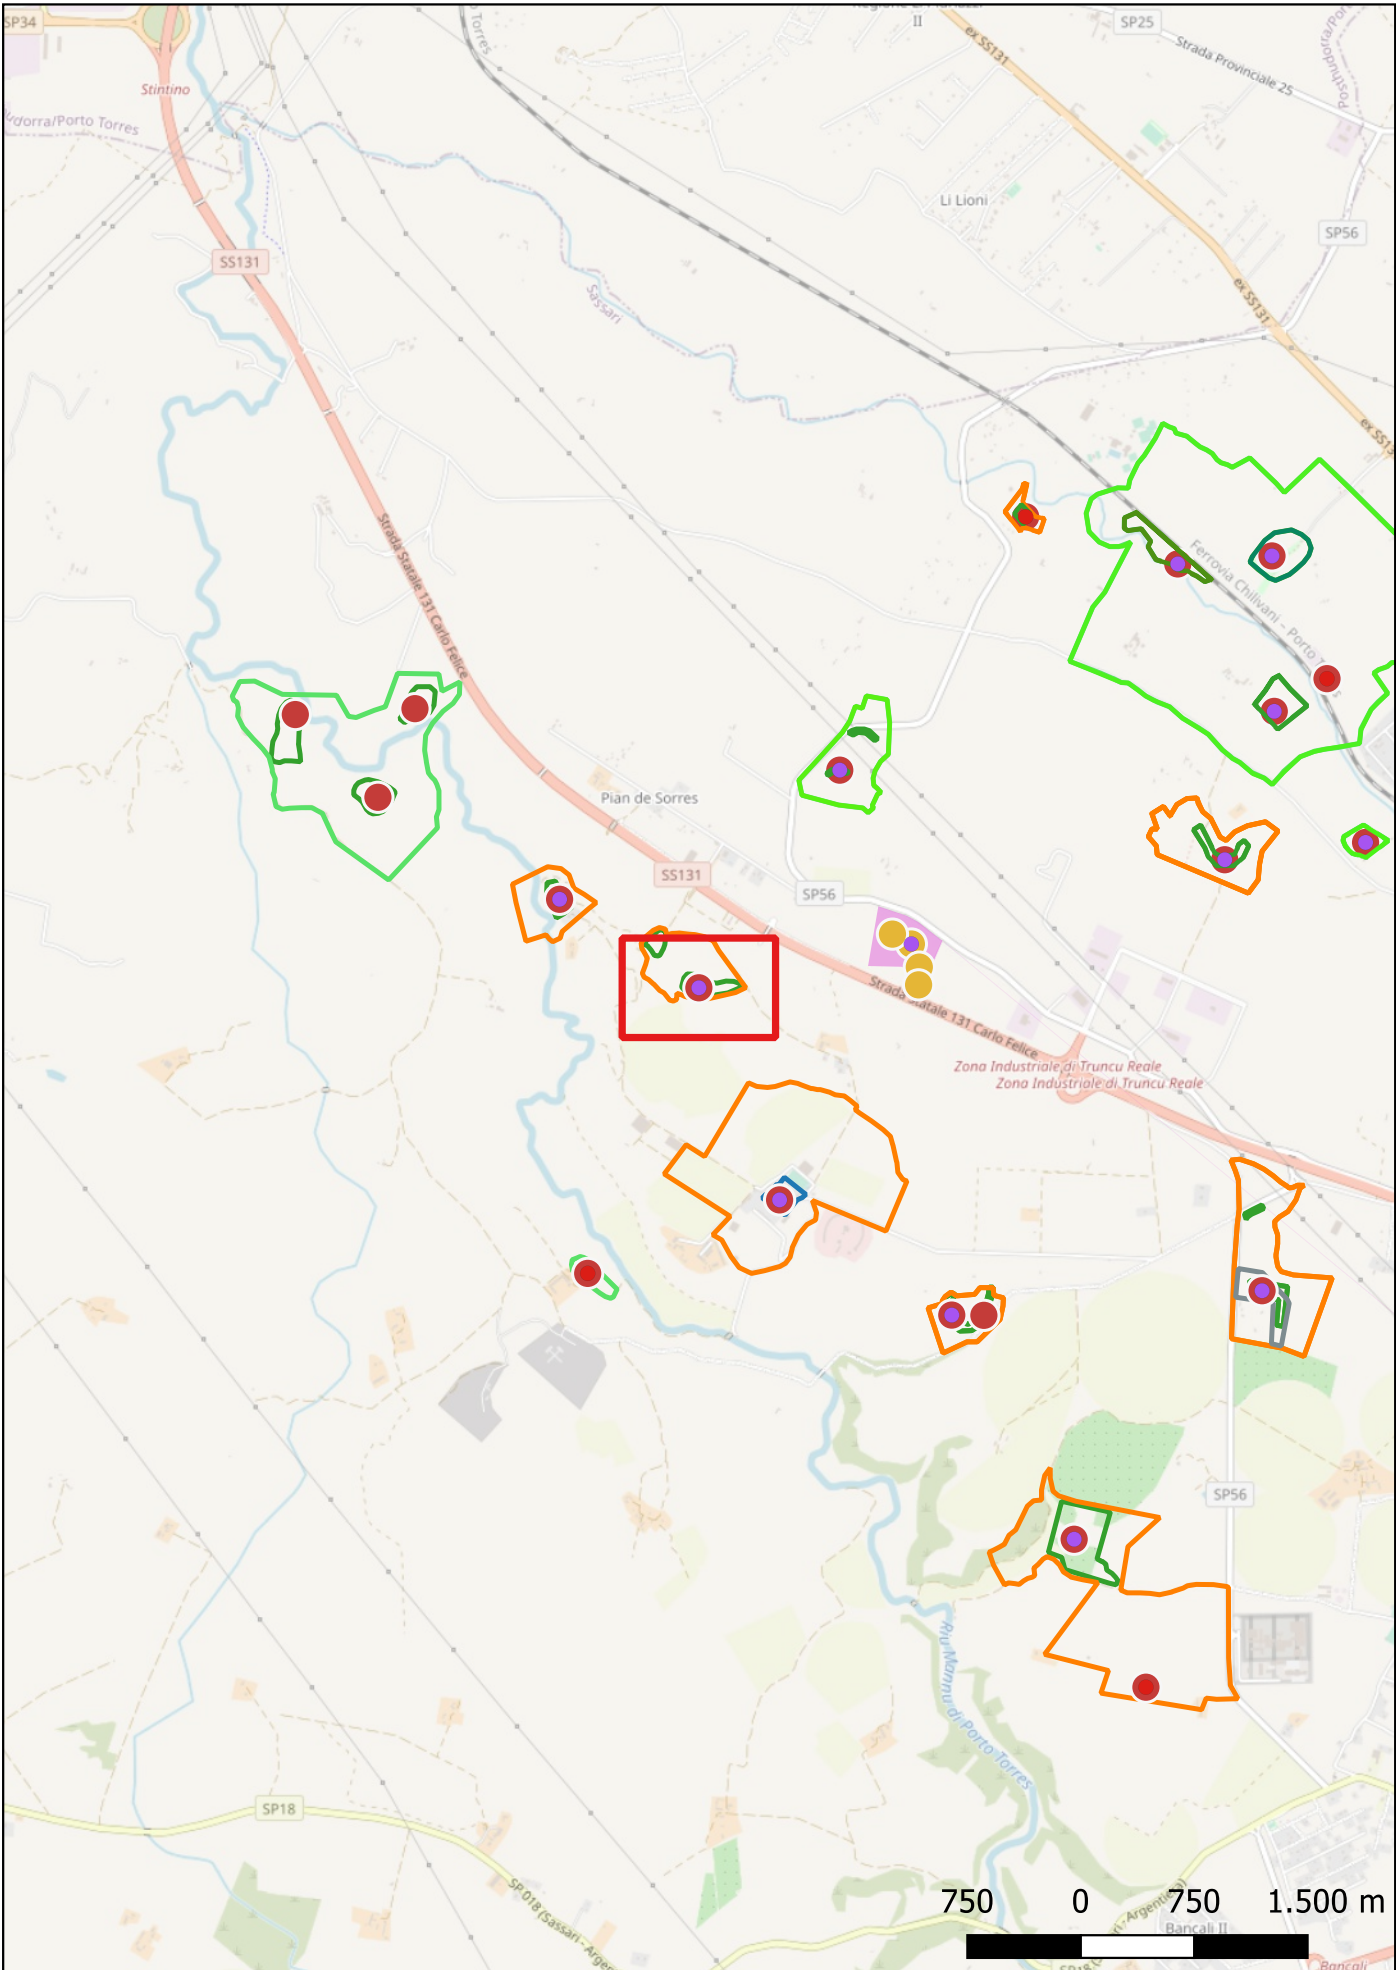 SP34
II
SP25
ex SS131
Strada Provinciale 25
Stintino
Torres
udorra/Porto Torres
Li Lioni
SP56
SS131
ex SS131
Sassari
Strada Statale 131 Carlo Felice
Ferrovia Chilivani - Porto
Pian de Sorres
SS131
SP56
Strada Statale 131 Carlo Felice
Zona Industriale di Truncu Reale
Zona Industriale di Truncu Reale
SP56
Riu Mannu di Porto Torres
SP18
SP 018 (Sassari - Argen
750 0 750 1.500 m
Bancali II
Bancali